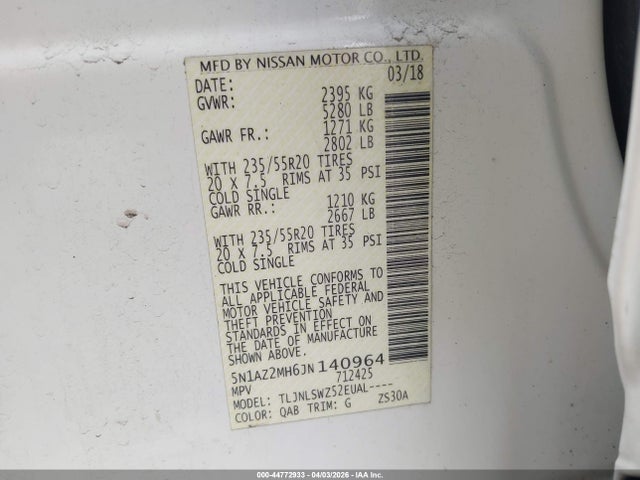 MFD BY NISSAN MOTOR CO., LTD.
DATE: 03/18
GVWR: 2395 KG
5280 LB
GAWR FR.: 1271 KG
2802 LB
WITH 235/55R20 TIRES
20 X 7.5 RIMS AT 35 PSI
COLD SINGLE
GAWR RR.: 1210 KG
2667 LB
WITH 235/55R20 TIRES
20 X 7.5 RIMS AT 35 PSI
COLD SINGLE
THIS VEHICLE CONFORMS TO
ALL APPLICABLE FEDERAL
MOTOR VEHICLE SAFETY AND
THEFT PREVENTION
STANDARDS IN EFFECT ON
THE DATE OF MANUFACTURE
SHOWN ABOVE.
5N1AZ2MH6JN140964
MPV 712425
MODEL: TLJNLSWZ52EUAL----
COLOR: QAB TRIM: G ZS30A
000-44772933 - 04/03/2026 - IAAI.COM